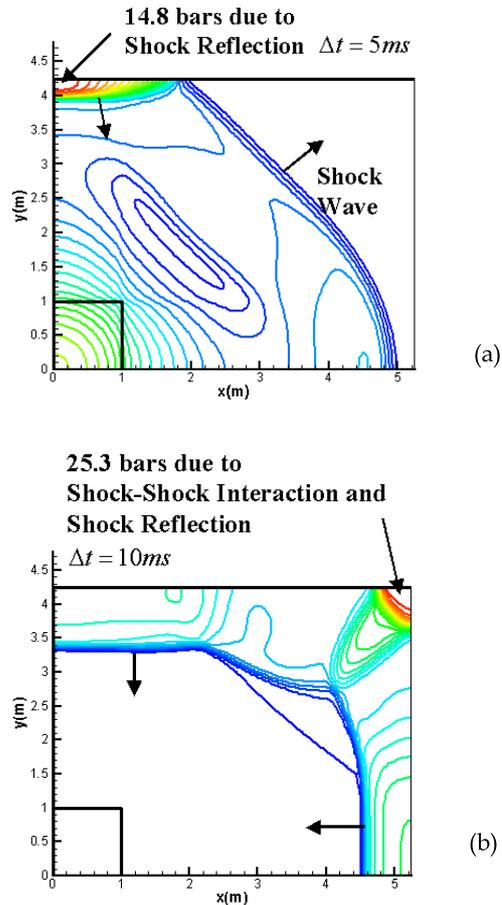 14.8 bars due to
Shock Reflection Δt = 5ms
4.5
4
3.5
3
2.5
2
1.5
1
0.5
0
y(m)
Shock
Wave
0 1 2 3 4 5
x(m)
(a)
25.3 bars due to
Shock-Shock Interaction and
Shock Reflection
Δt = 10ms
4.5
4
3.5
3
2.5
2
1.5
1
0.5
0
y(m)
0 1 2 3 4 5
x(m)
(b)